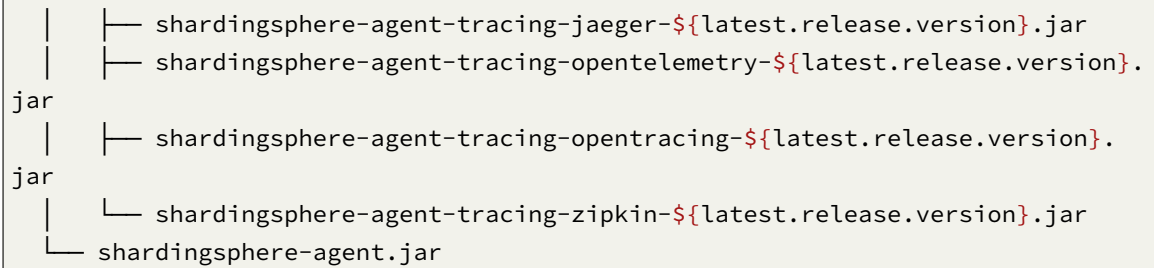 │   ├── shardingsphere-agent-tracing-jaeger-${latest.release.version}.jar
│   ├── shardingsphere-agent-tracing-opentelemetry-${latest.release.version}.
jar
│   ├── shardingsphere-agent-tracing-opentracing-${latest.release.version}.
jar
│   └── shardingsphere-agent-tracing-zipkin-${latest.release.version}.jar
└── shardingsphere-agent.jar